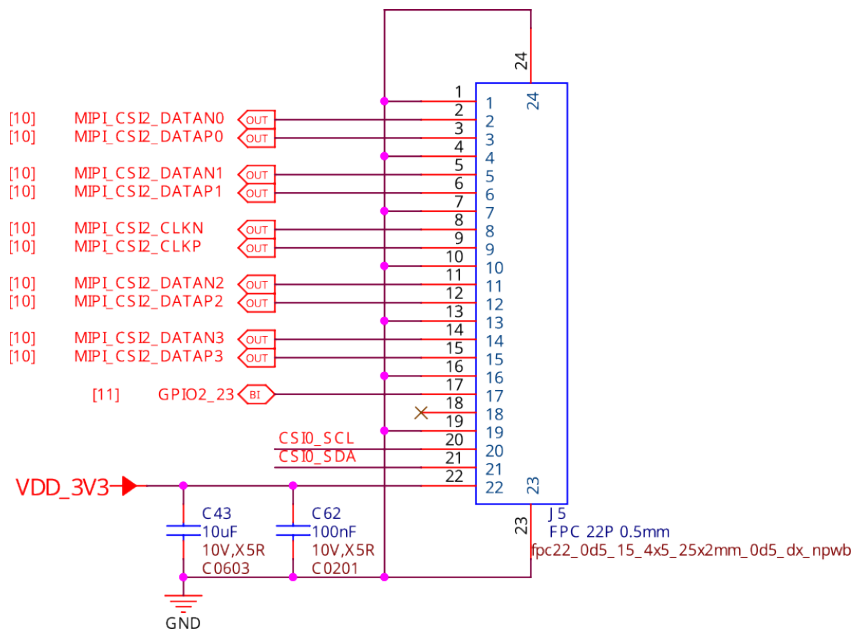 24
24
1 1
[10] MIPI_CSI2_DATAN0 OUT 2 2
[10] MIPI_CSI2_DATAP0 OUT 3 3
4 4
[10] MIPI_CSI2_DATAN1 OUT 5 5
[10] MIPI_CSI2_DATAP1 OUT 6 6
7 7
[10] MIPI_CSI2_CLKN OUT 8 8
[10] MIPI_CSI2_CLKP OUT 9 9
10 10
[10] MIPI_CSI2_DATAN2 OUT 11 11
[10] MIPI_CSI2_DATAP2 OUT 12 12
13 13
[10] MIPI_CSI2_DATAN3 OUT 14 14
[10] MIPI_CSI2_DATAP3 OUT 15 15
16 16
[11] GPIO2_23 BI 17 17
18 18
19 19
CSI0_SCL 20 20
CSI0_SDA 21 21
VDD_3V3 22 22
23
23
J5
FPC 22P 0.5mm
fpc22_0d5_15_4x5_25x2mm_0d5_dx_npwb
C43
10uF
10V,X5R
C0603
C62
100nF
10V,X5R
C0201
GND